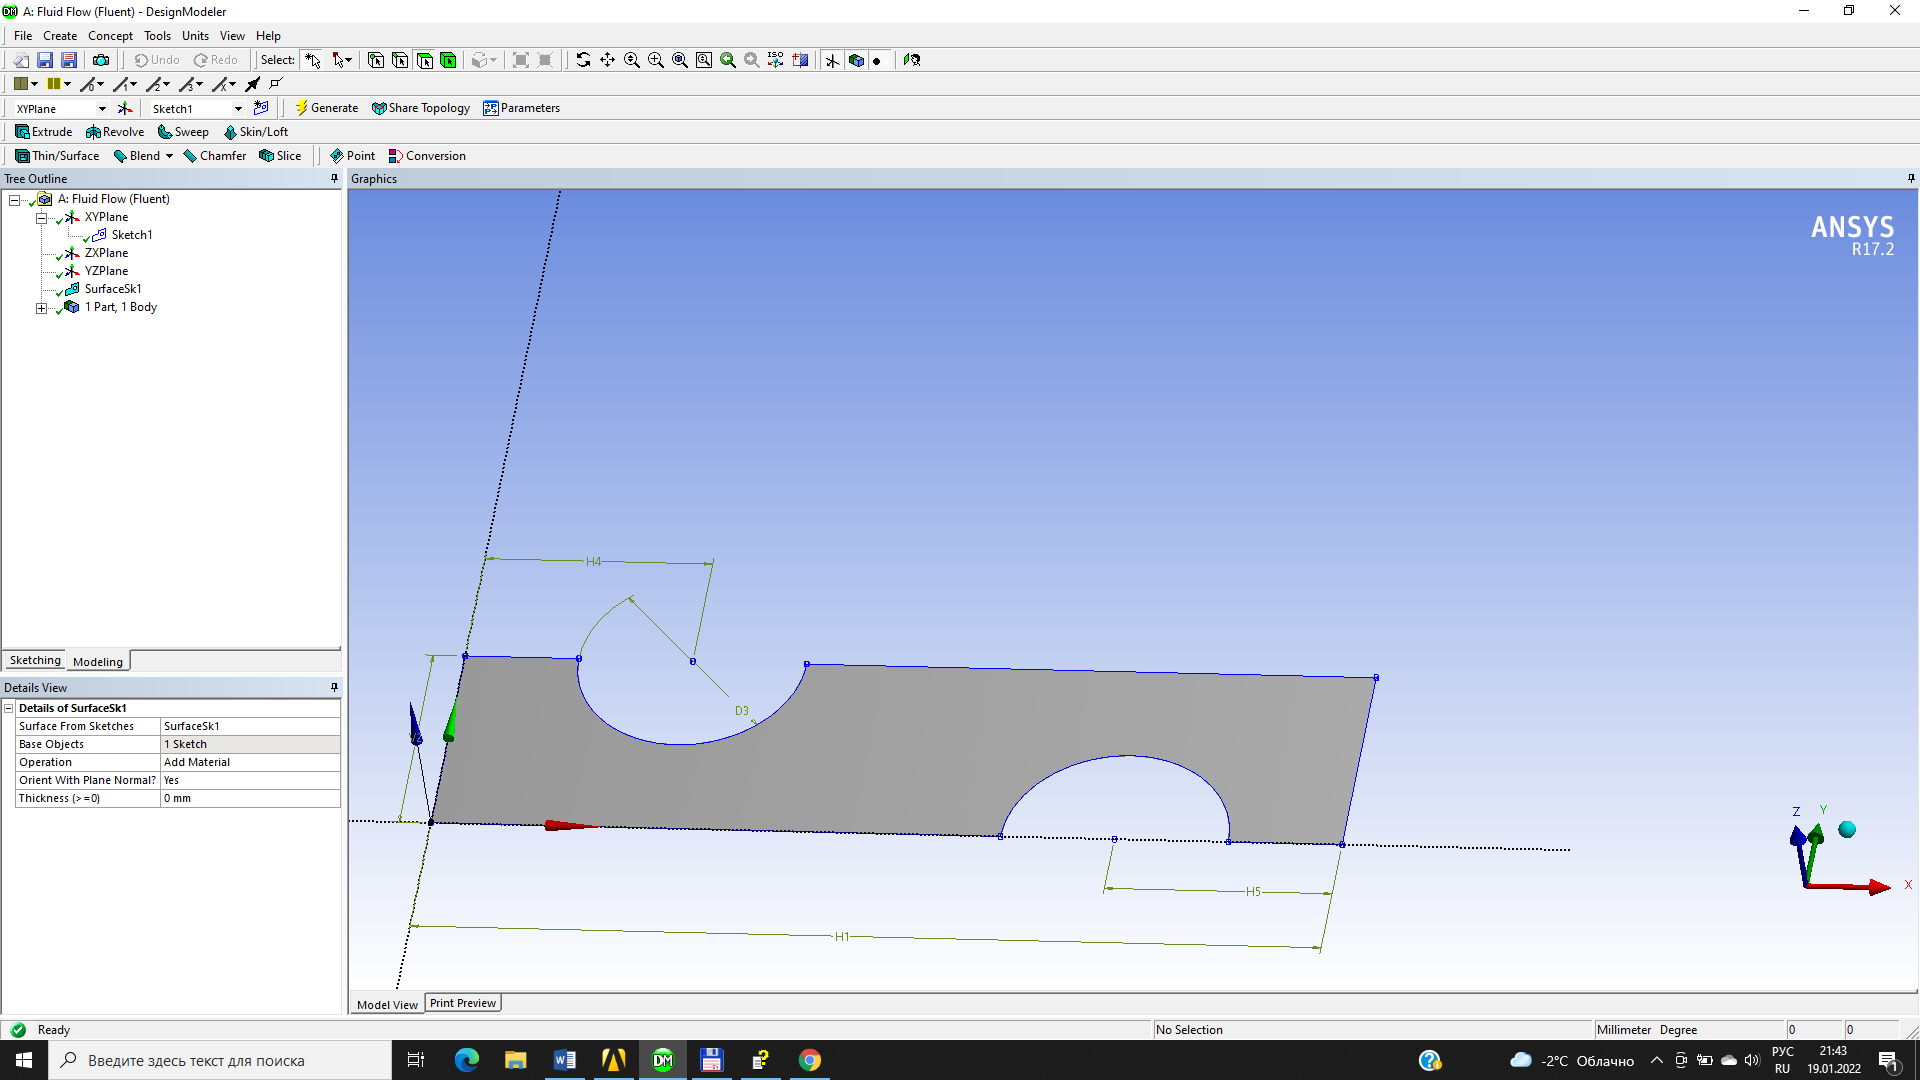 A: Fluid Flow (Fluent) - DesignModeler
File Create Concept Tools Units View Help
Undo Redo Select: ISO
XYPlane Sketch1 Generate Share Topology Parameters
Extrude Revolve Sweep Skin/Loft
Thin/Surface Blend Chamfer Slice Point Conversion
Tree Outline
A: Fluid Flow (Fluent)
XYPlane
Sketch1
ZXPlane
YZPlane
SurfaceSk1
1 Part, 1 Body
Sketching Modeling
Details View
Details of SurfaceSk1
Surface From Sketches SurfaceSk1
Base Objects 1 Sketch
Operation Add Material
Orient With Plane Normal? Yes
Thickness (>=0) 0 mm
Graphics
ANSYS
R17.2
H4
D3
H5
H1
Z Y
X
Model View Print Preview
Ready No Selection Millimeter Degree 0 0
Введите здесь текст для поиска
-2°C Облачно
РУС
RU
21:43
19.01.2022
1